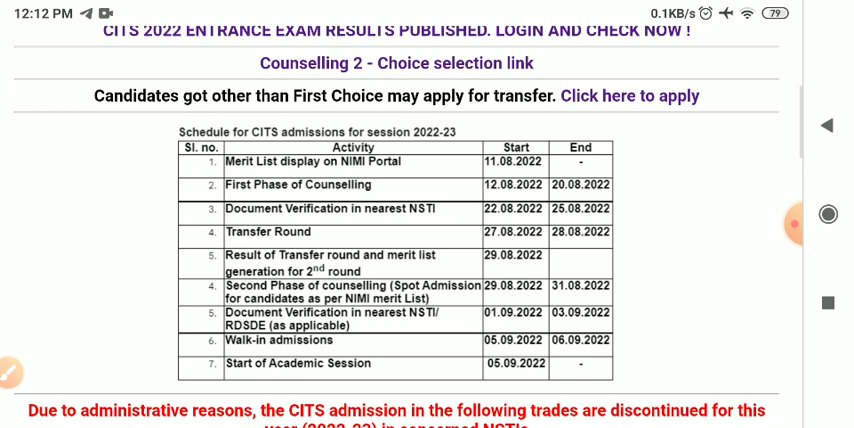 12:12 PM
0.1KB/s 79
CITS 2022 ENTRANCE EXAM RESULTS PUBLISHED. LOGIN AND CHECK NOW !
Counselling 2 - Choice selection link
Candidates got other than First Choice may apply for transfer. Click here to apply
Schedule for CITS admissions for session 2022-23
Sl. no. Activity Start End
1. Merit List display on NIMI Portal 11.08.2022 -
2. First Phase of Counselling 12.08.2022 20.08.2022
3. Document Verification in nearest NSTI 22.08.2022 25.08.2022
4. Transfer Round 27.08.2022 28.08.2022
5. Result of Transfer round and merit list 29.08.2022
generation for 2nd round
4. Second Phase of counselling (Spot Admission 29.08.2022 31.08.2022
for candidates as per NIMI merit List)
5. Document Verification in nearest NSTI/ 01.09.2022 03.09.2022
RDSDE (as applicable)
6. Walk-in admissions 05.09.2022 06.09.2022
7. Start of Academic Session 05.09.2022 -
Due to administrative reasons, the CITS admission in the following trades are discontinued for this
year (2022-23) in concerned NSTIs